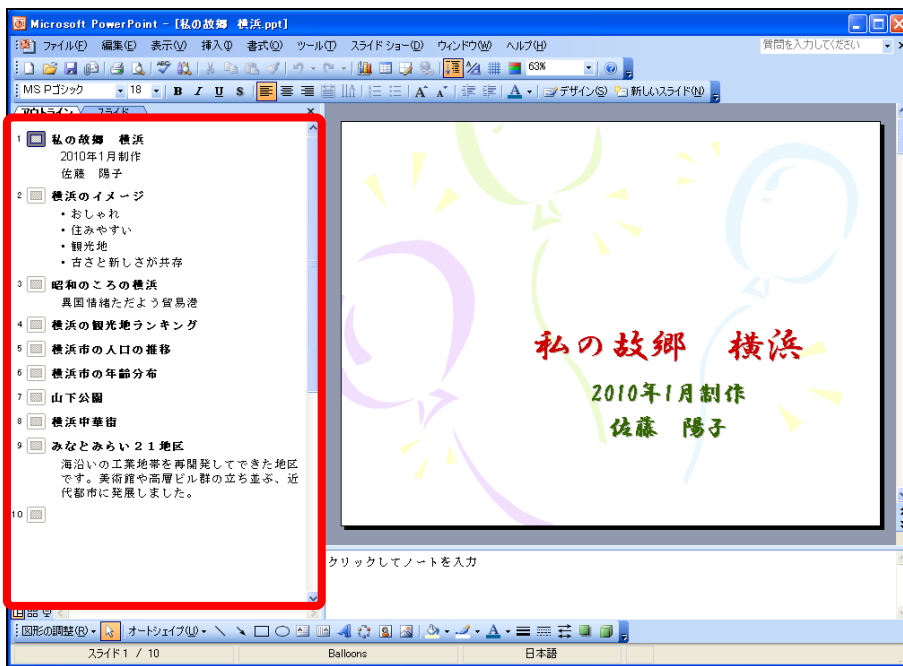 Microsoft PowerPoint - [私の故郷 横浜.ppt]
ファイル(F) 編集(E) 表示(V) 挿入(I) 書式(O) ツール(T) スライド ショー(D) ウィンドウ(W) ヘルプ(H) 質問を入力してください
63%
MS Pゴシック 18 B I U S デザイン(S) 新しいスライド(N)
アウトライン スライド
1 私の故郷 横浜
2010年1月制作
佐藤 陽子
2 横浜のイメージ
・おしゃれ
・住みやすい
・観光地
・古さと新しさが共存
3 昭和のころの横浜
異国情緒ただよう貿易港
4 横浜の観光地ランキング
5 横浜市の人口の推移
6 横浜市の年齢分布
7 山下公園
8 横浜中華街
9 みなとみらい21地区
海沿いの工業地帯を再開発してできた地区
です。美術館や高層ビル群の立ち並ぶ、近
代都市に発展しました。
10
私の故郷 横浜
2010年1月制作
佐藤 陽子
クリックしてノートを入力
図形の調整(R) オートシェイプ(U)
スライド 1 / 10 Balloons 日本語